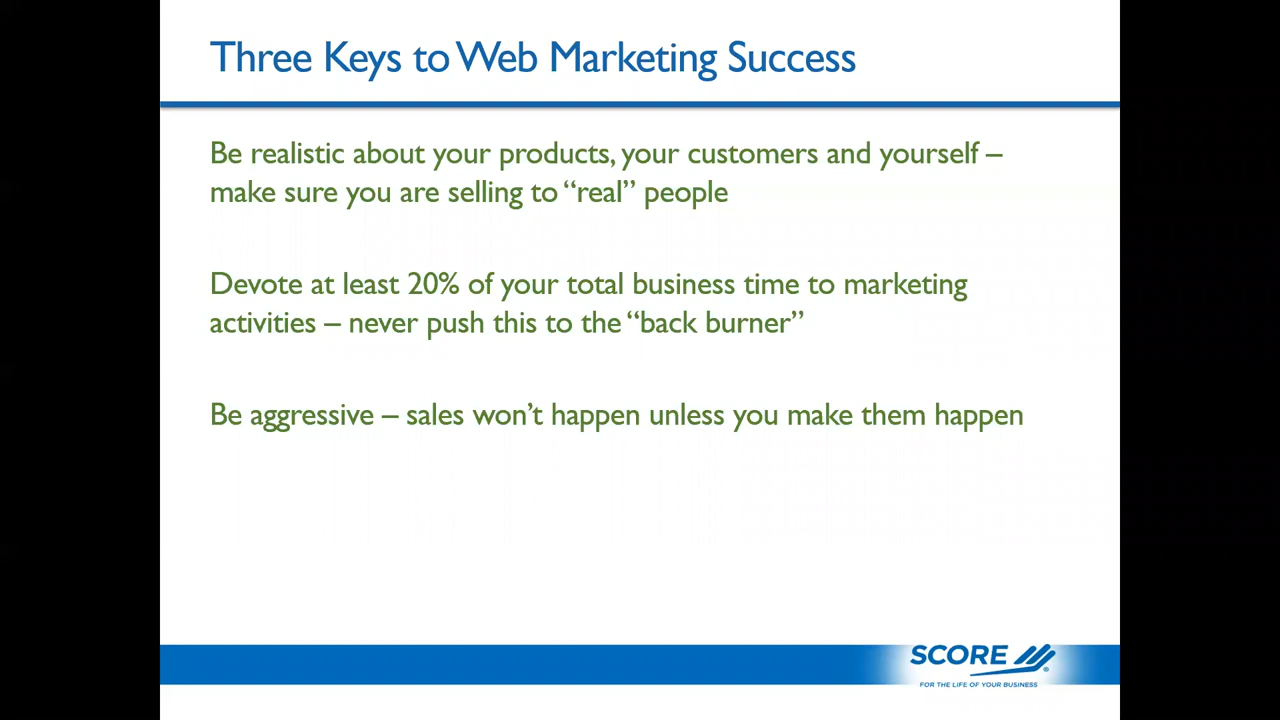 Three Keys to Web Marketing Success
Be realistic about your products, your customers and yourself –
make sure you are selling to “real” people
Devote at least 20% of your total business time to marketing
activities – never push this to the “back burner”
Be aggressive – sales won’t happen unless you make them happen
SCORE
®
FOR THE LIFE OF YOUR BUSINESS